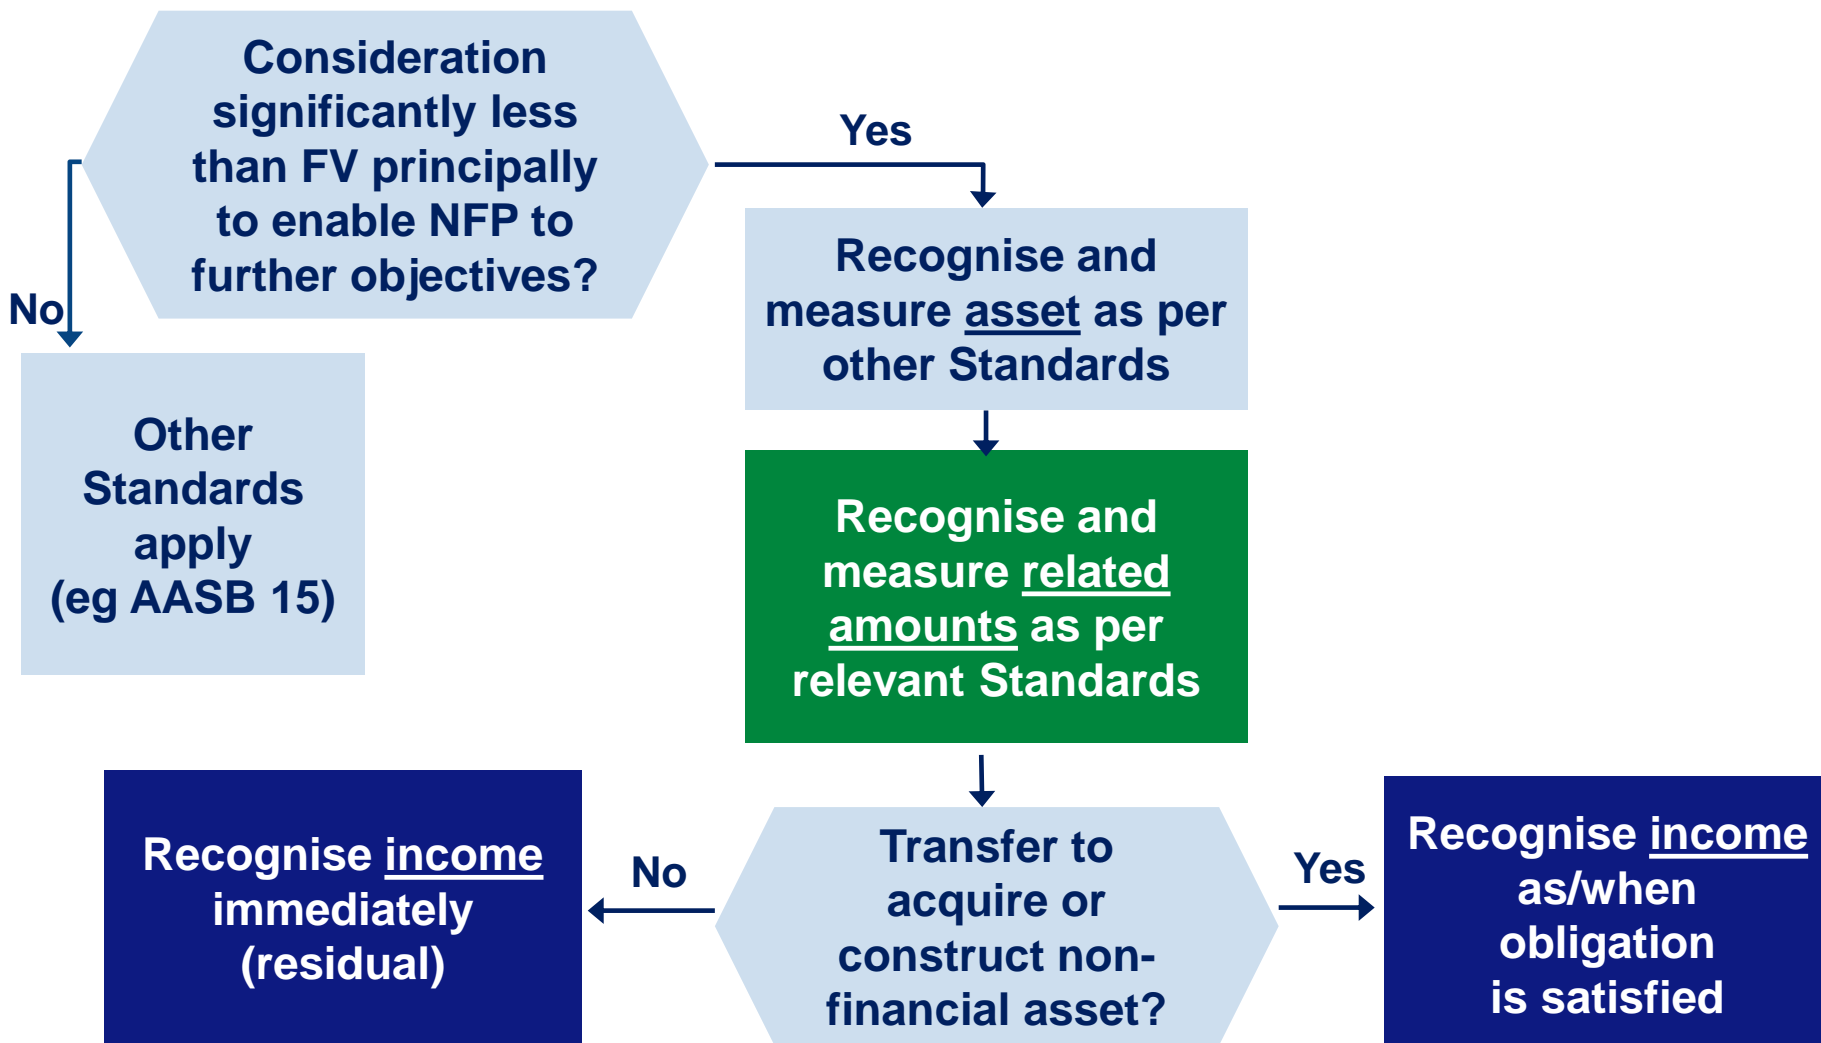 Consideration
significantly less
than FV principally
to enable NFP to
further objectives?
Yes
No
Recognise and
measure asset as per
other Standards
Other
Standards
apply
(eg AASB 15)
Recognise and
measure related
amounts as per
relevant Standards
Recognise income
immediately
(residual)
No
Transfer to
acquire or
construct non-
financial asset?
Yes
Recognise income
as/when
obligation
is satisfied